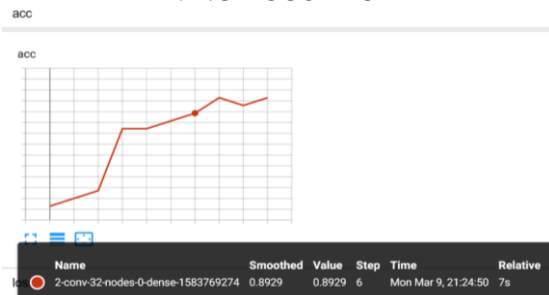 acc
acc
Name Smoothed Value Step Time Relative
2-conv-32-nodes-0-dense-1583769274 0.8929 0.8929 6 Mon Mar 9, 21:24:50 7s